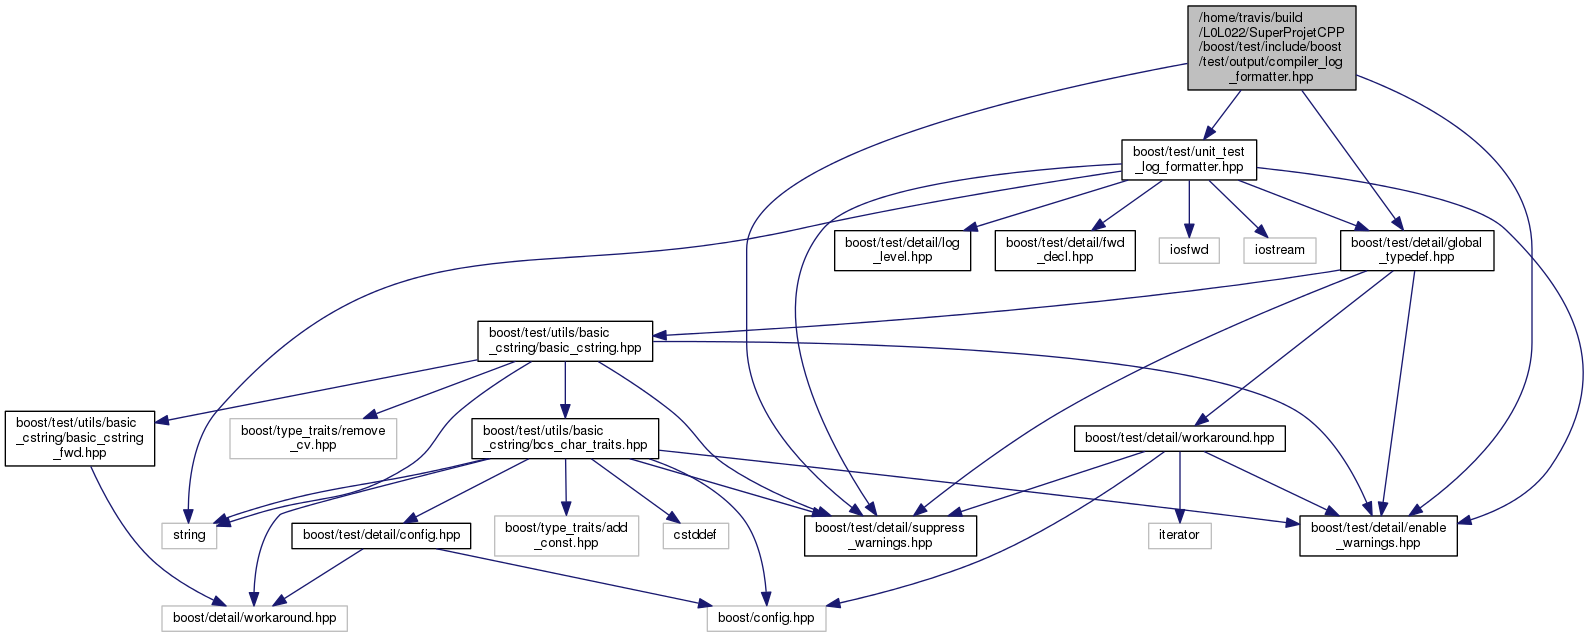 /home/travis/build
/L0L022/SuperProjetCPP
/boost/test/include/boost
/test/output/compiler_log
_formatter.hpp
boost/test/unit_test
_log_formatter.hpp
boost/test/detail/log
_level.hpp
boost/test/detail/fwd
_decl.hpp
iosfwd
iostream
boost/test/detail/global
_typedef.hpp
boost/test/utils/basic
_cstring/basic_cstring.hpp
boost/test/utils/basic
_cstring/basic_cstring
_fwd.hpp
boost/type_traits/remove
_cv.hpp
boost/test/utils/basic
_cstring/bcs_char_traits.hpp
boost/test/detail/workaround.hpp
string
boost/test/detail/config.hpp
boost/type_traits/add
_const.hpp
cstddef
boost/test/detail/suppress
_warnings.hpp
iterator
boost/test/detail/enable
_warnings.hpp
boost/detail/workaround.hpp
boost/config.hpp